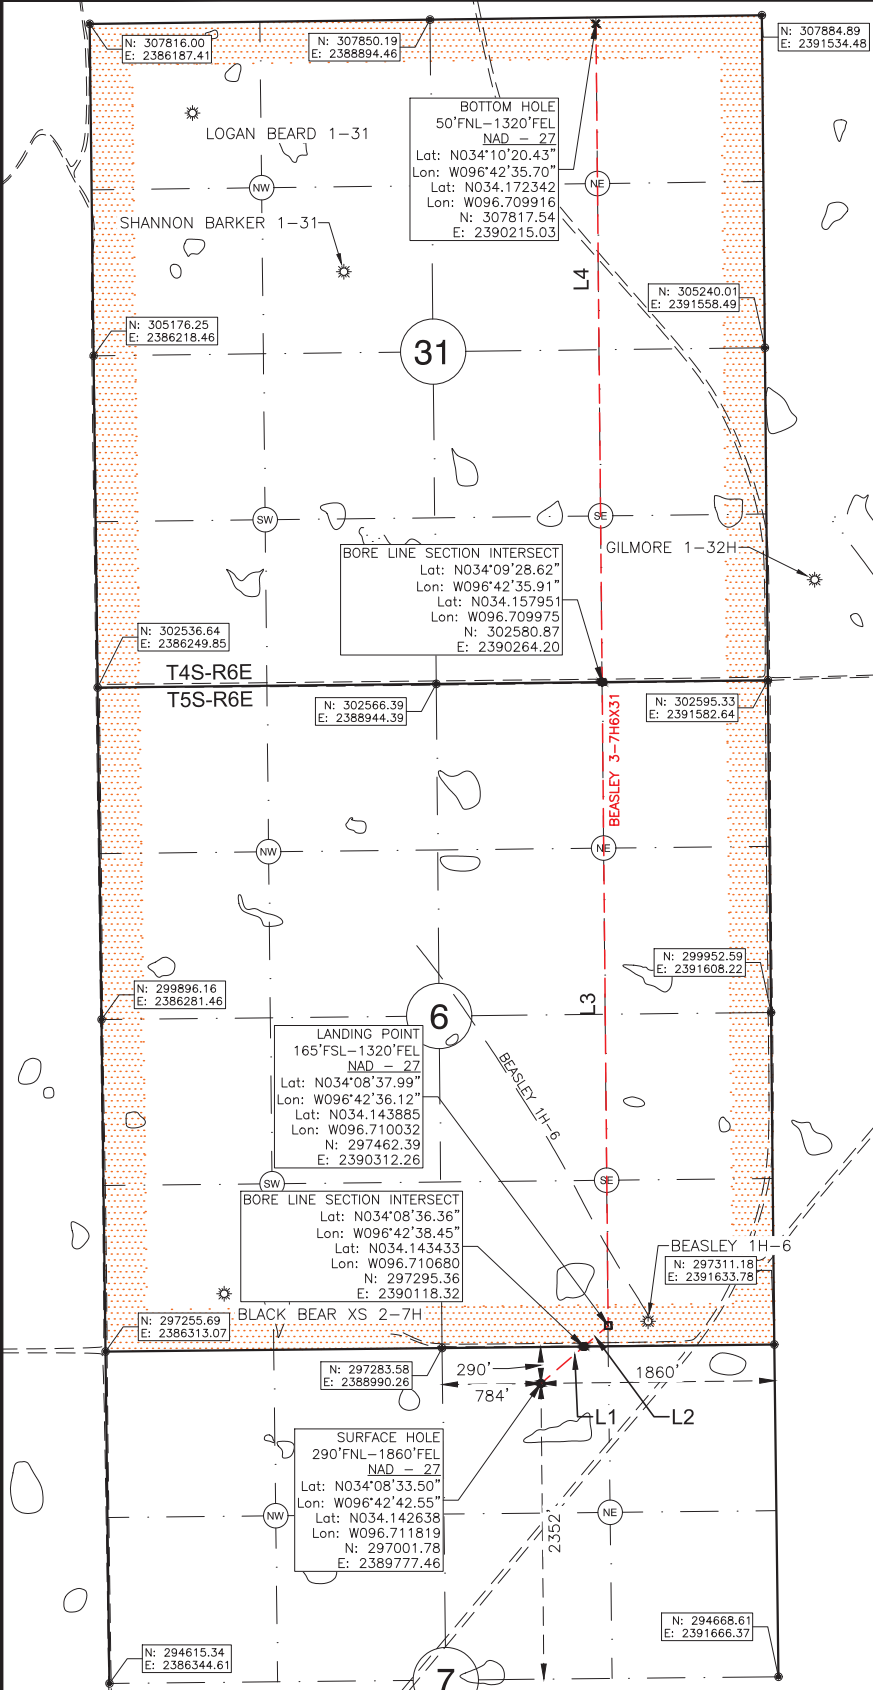 N: 307816.00
E: 2386187.41
N: 307850.19
E: 2388894.46
N: 307884.89
E: 2391534.48
LOGAN BEARD 1-31
BOTTOM HOLE
50'FNL-1320'FEL
NAD - 27
Lat: N034°10'20.43"
Lon: W096°42'35.70"
Lat: N034.172342
Lon: W096.709916
N: 307817.54
E: 2390215.03
NW
NE
SHANNON BARKER 1-31
L4
N: 305240.01
E: 2391558.49
N: 305176.25
E: 2386218.46
31
SW
SE
GILMORE 1-32H
BORE LINE SECTION INTERSECT
Lat: N034°09'28.62"
Lon: W096°42'35.91"
Lat: N034.157951
Lon: W096.709975
N: 302580.87
E: 2390264.20
N: 302536.64
E: 2386249.85
T4S-R6E
T5S-R6E
N: 302566.39
E: 2388944.39
N: 302595.33
E: 2391582.64
BEASLEY 3-7H6X31
NW
NE
N: 299952.59
E: 2391608.22
N: 299896.16
E: 2386281.46
L3
6
LANDING POINT
165'FSL-1320'FEL
NAD - 27
Lat: N034°08'37.99"
Lon: W096°42'36.12"
Lat: N034.143885
Lon: W096.710032
N: 297462.39
E: 2390312.26
BEASLEY 1H-6
SW
SE
BORE LINE SECTION INTERSECT
Lat: N034°08'36.36"
Lon: W096°42'38.45"
Lat: N034.143433
Lon: W096.710680
N: 297295.36
E: 2390118.32
BEASLEY 1H-6
N: 297311.18
E: 2391633.78
BLACK BEAR XS 2-7H
N: 297255.69
E: 2386313.07
N: 297283.58
E: 2388990.26
290'
784'
1860'
L1
L2
SURFACE HOLE
290'FNL-1860'FEL
NAD - 27
Lat: N034°08'33.50"
Lon: W096°42'42.55"
Lat: N034.142638
Lon: W096.711819
N: 297001.78
E: 2389777.46
NW
NE
2352'
N: 294668.61
E: 2391666.37
N: 294615.34
E: 2386344.61
7